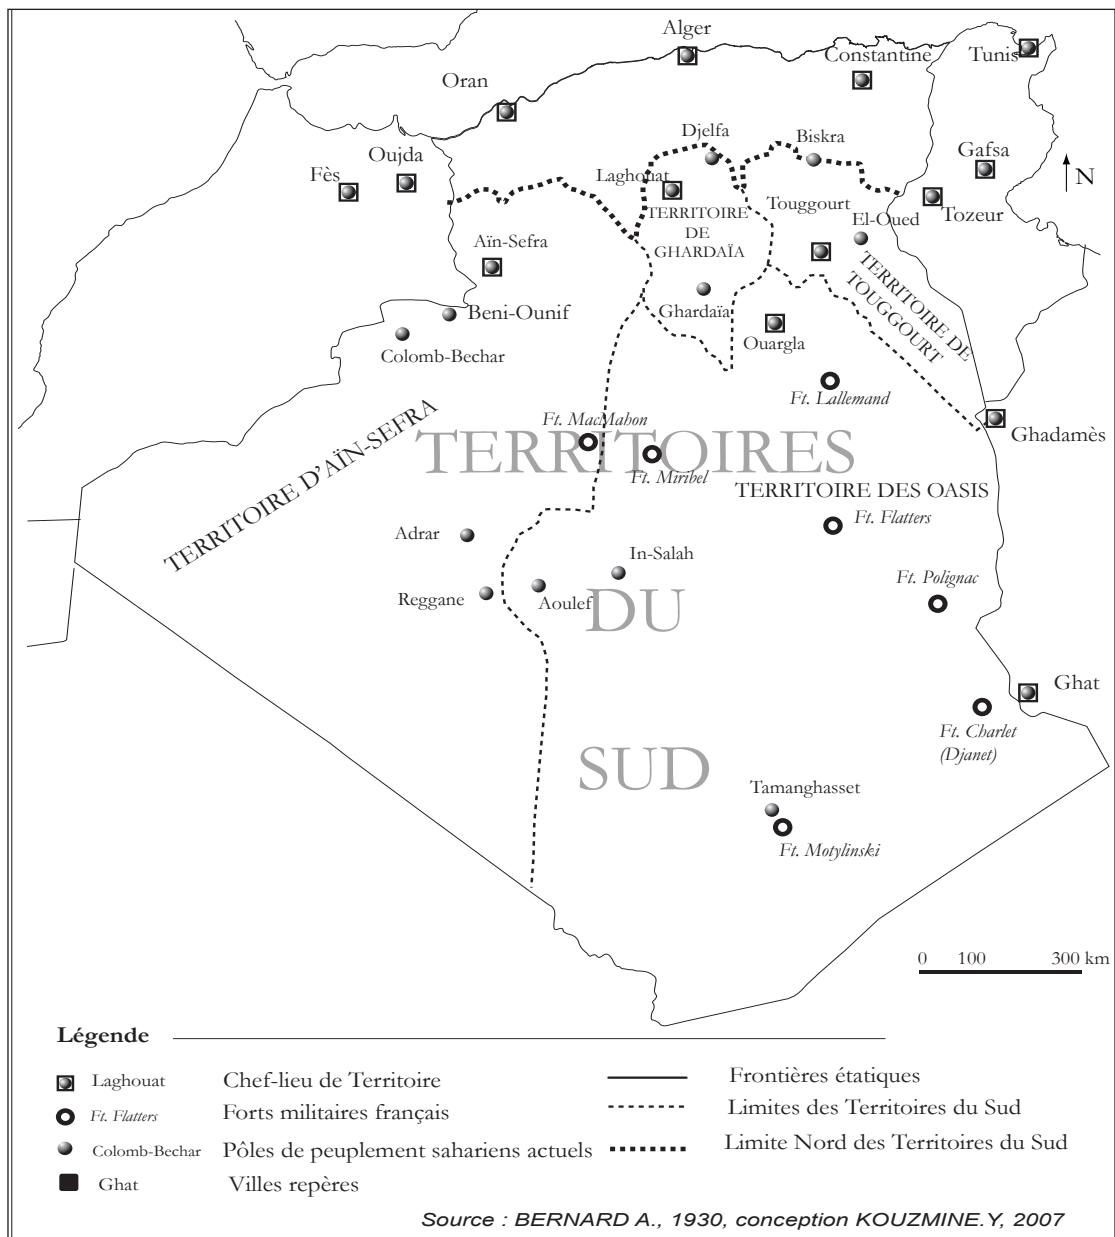 Alger
Constantine
Tunis
Oran
Djelfa
Biskra
Gafsa
Oujda
Fès
Laghouat
N
Touggourt
Tozeur
TERRITOIRE
DE
GHARDAÏA
El-Oued
Aïn-Sefra
TERRITOIRE DE
TOUGGOURT
Ghardaïa
Beni-Ounif
Ouargla
Colomb-Bechar
Ft. Lallemand
Ft. MacMahon
Ghadamès
TERRITOIRES
Ft. Miribel
TERRITOIRE D'AÏN-SEFRA
TERRITOIRE DES OASIS
Ft. Flatters
Adrar
In-Salah
Ft. Polignac
Reggane
Aoulef
DU
Ghat
Ft. Charlet
(Djanet)
SUD
Tamanghasset
Ft. Motylinski
0 100 300 km
Légende
Laghouat Chef-lieu de Territoire
Ft. Flatters Forts militaires français
Colomb-Bechar Pôles de peuplement sahariens actuels
Ghat Villes repères
Frontières étatiques
Limites des Territoires du Sud
Limite Nord des Territoires du Sud
Source : BERNARD A., 1930, conception KOUZMINE.Y, 2007